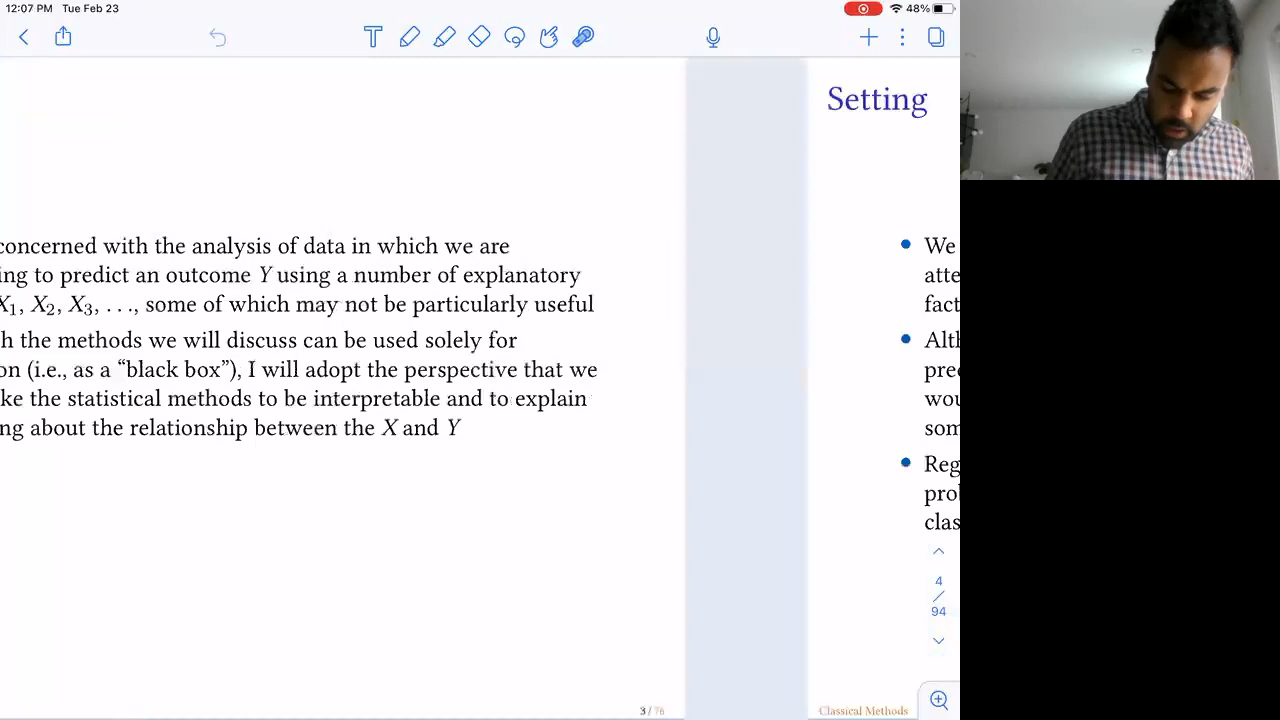 12:07 PM Tue Feb 23
48%
concerned with the analysis of data in which we are
ing to predict an outcome Y using a number of explanatory
X1, X2, X3, . . ., some of which may not be particularly useful
h the methods we will discuss can be used solely for
on (i.e., as a “black box”), I will adopt the perspective that we
ke the statistical methods to be interpretable and to explain
ng about the relationship between the X and Y
3 / 76
Setting
We
atte
fact
Alth
pred
wou
som
Reg
prob
clas
4
/
94
Classical Methods